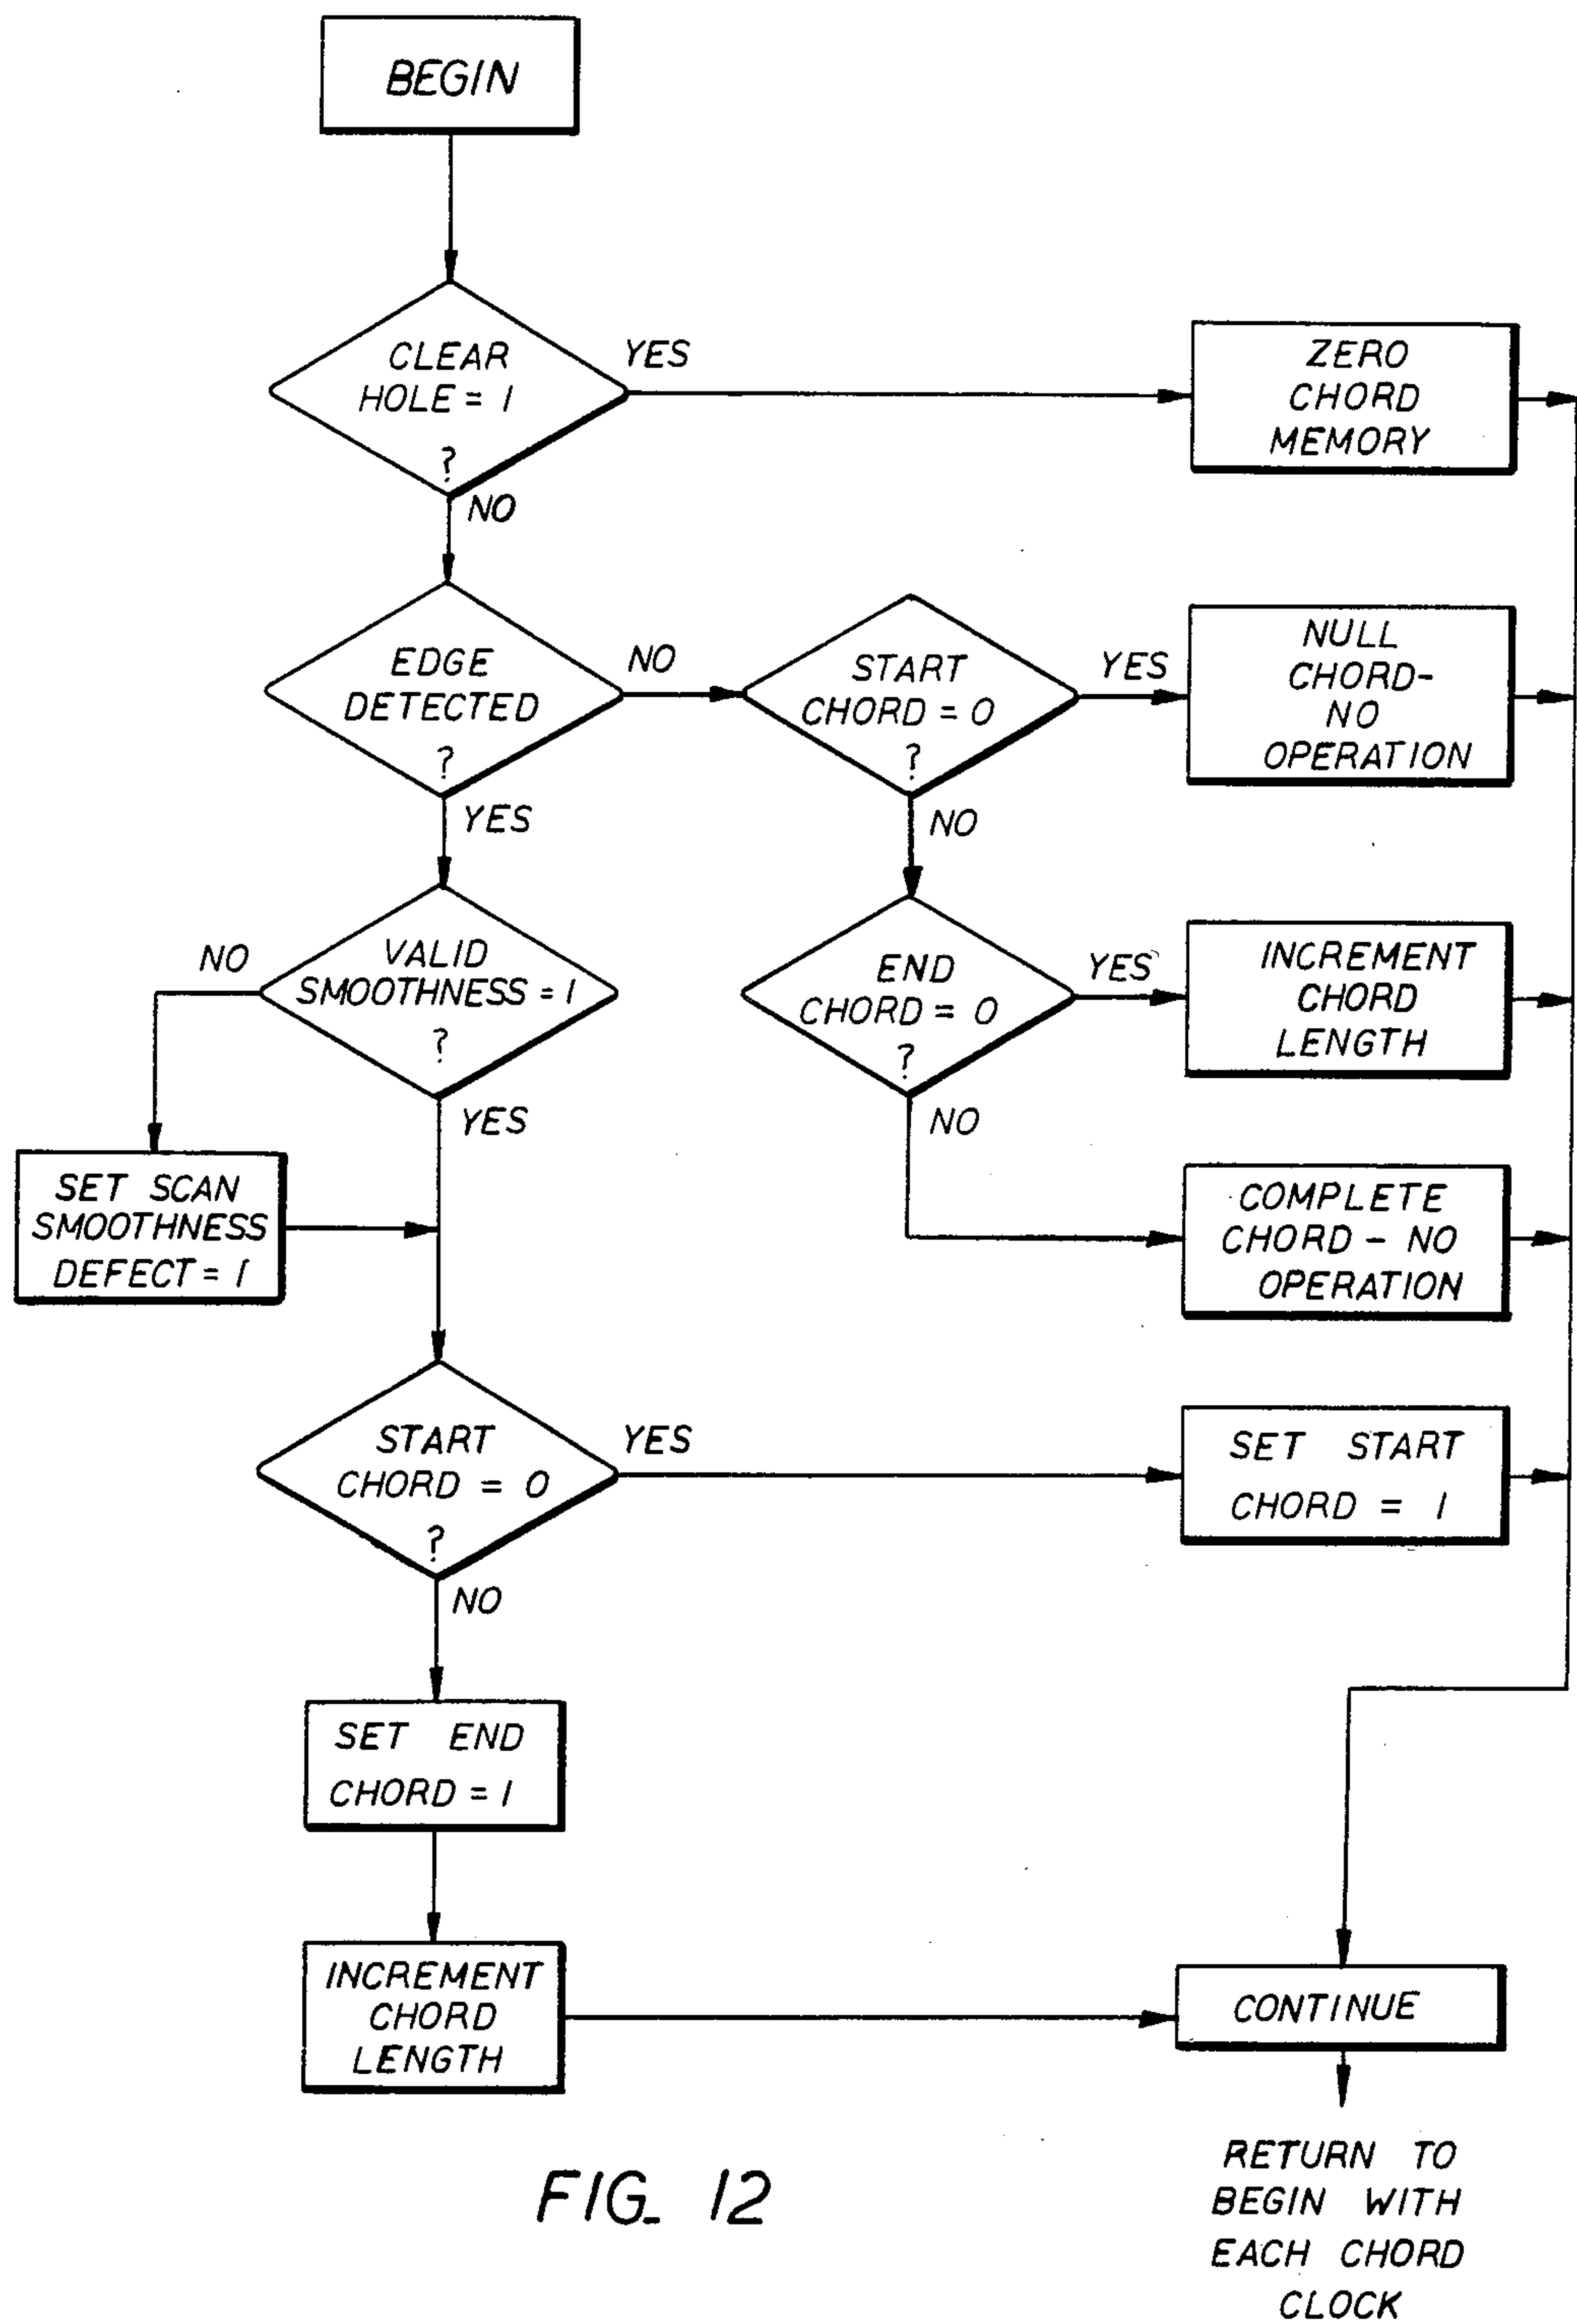 BEGIN
CLEAR
HOLE = 1
?
YES
NO
ZERO
CHORD
MEMORY
EDGE
DETECTED
?
NO
YES
START
CHORD = 0
?
YES
NO
NULL
CHORD-
NO
OPERATION
VALID
SMOOTHNESS = 1
?
NO
YES
END
CHORD = 0
?
YES
NO
INCREMENT
CHORD
LENGTH
SET SCAN
SMOOTHNESS
DEFECT = 1
COMPLETE
CHORD - NO
OPERATION
START
CHORD = 0
?
YES
NO
SET START
CHORD = 1
SET END
CHORD = 1
INCREMENT
CHORD
LENGTH
CONTINUE
RETURN TO
BEGIN WITH
EACH CHORD
CLOCK
FIG_ 12